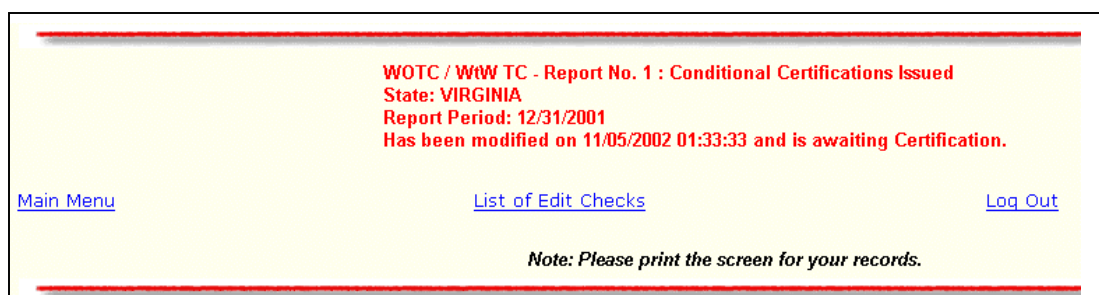 WOTC / WtW TC - Report No. 1 : Conditional Certifications Issued
State: VIRGINIA
Report Period: 12/31/2001
Has been modified on 11/05/2002 01:33:33 and is awaiting Certification.
Main Menu List of Edit Checks Log Out
Note: Please print the screen for your records.